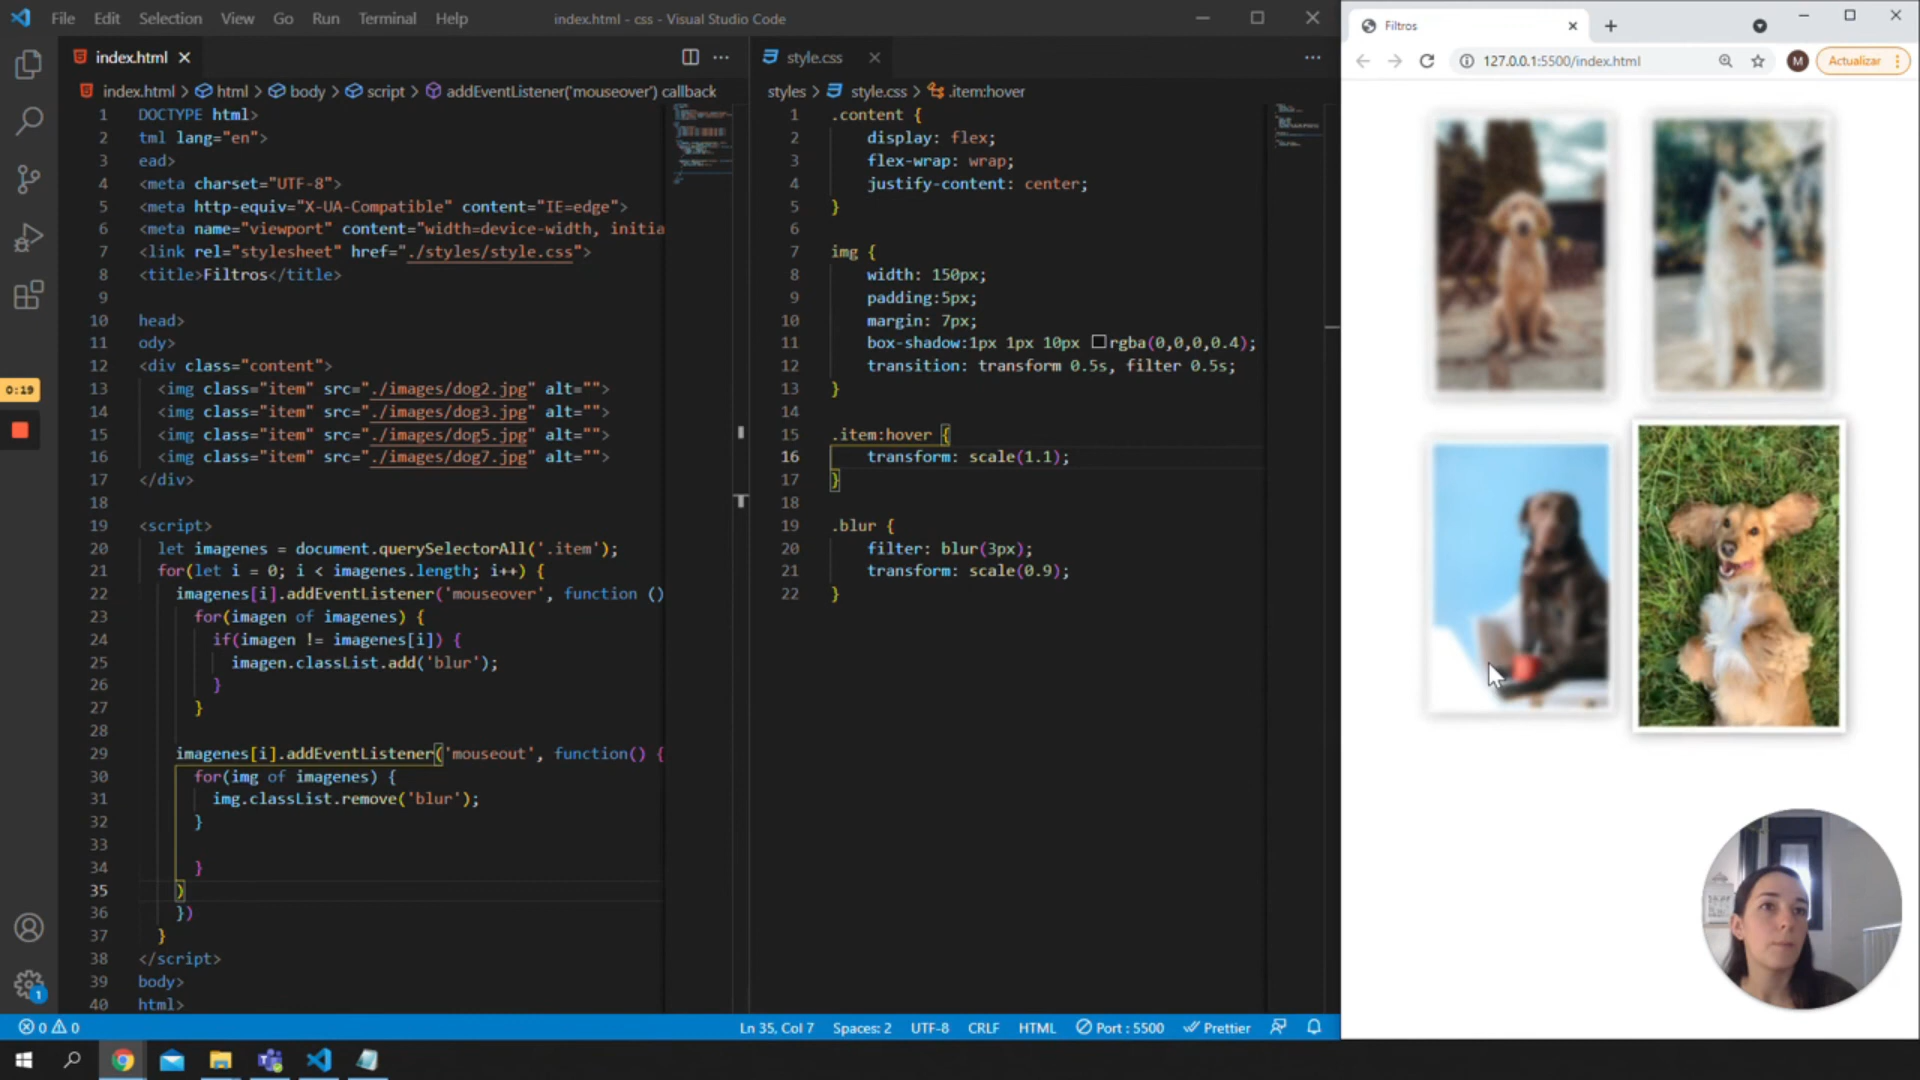 File Edit Selection View Go Run Terminal Help
index.html - css - Visual Studio Code
index.html
index.html > html > body > script > addEventListener('mouseover') callback
1 DOCTYPE html>
2 tml lang="en">
3 ead>
4 <meta charset="UTF-8">
5 <meta http-equiv="X-UA-Compatible" content="IE=edge">
6 <meta name="viewport" content="width=device-width, initia
7 <link rel="stylesheet" href="./styles/style.css">
8 <title>Filtros</title>
9
10 head>
11 ody>
12 <div class="content">
13 <img class="item" src="./images/dog2.jpg" alt="">
14 <img class="item" src="./images/dog3.jpg" alt="">
15 <img class="item" src="./images/dog5.jpg" alt="">
16 <img class="item" src="./images/dog7.jpg" alt="">
17 </div>
18
19 <script>
20 let imagenes = document.querySelectorAll('.item');
21 for(let i = 0; i < imagenes.length; i++) {
22 imagenes[i].addEventListener('mouseover', function ()
23 for(imagen of imagenes) {
24 if(imagen != imagenes[i]) {
25 imagen.classList.add('blur');
26 }
27 }
28
29 imagenes[i].addEventListener('mouseout', function() {
30 for(img of imagenes) {
31 img.classList.remove('blur');
32 }
33
34 }
35 )
36 })
37 }
38 </script>
39 body>
40 html>
style.css
styles > style.css > .item:hover
1 .content {
2 display: flex;
3 flex-wrap: wrap;
4 justify-content: center;
5 }
6
7 img {
8 width: 150px;
9 padding:5px;
10 margin: 7px;
11 box-shadow:1px 1px 10px rgba(0,0,0,0.4);
12 transition: transform 0.5s, filter 0.5s;
13 }
14
15 .item:hover {
16 transform: scale(1.1);
17 }
18
19 .blur {
20 filter: blur(3px);
21 transform: scale(0.9);
22 }
Filtros
127.0.0.1:5500/index.html
M
Actualizar
0:19
1
0 0
Ln 35, Col 7 Spaces: 2 UTF-8 CRLF HTML Port : 5500 Prettier